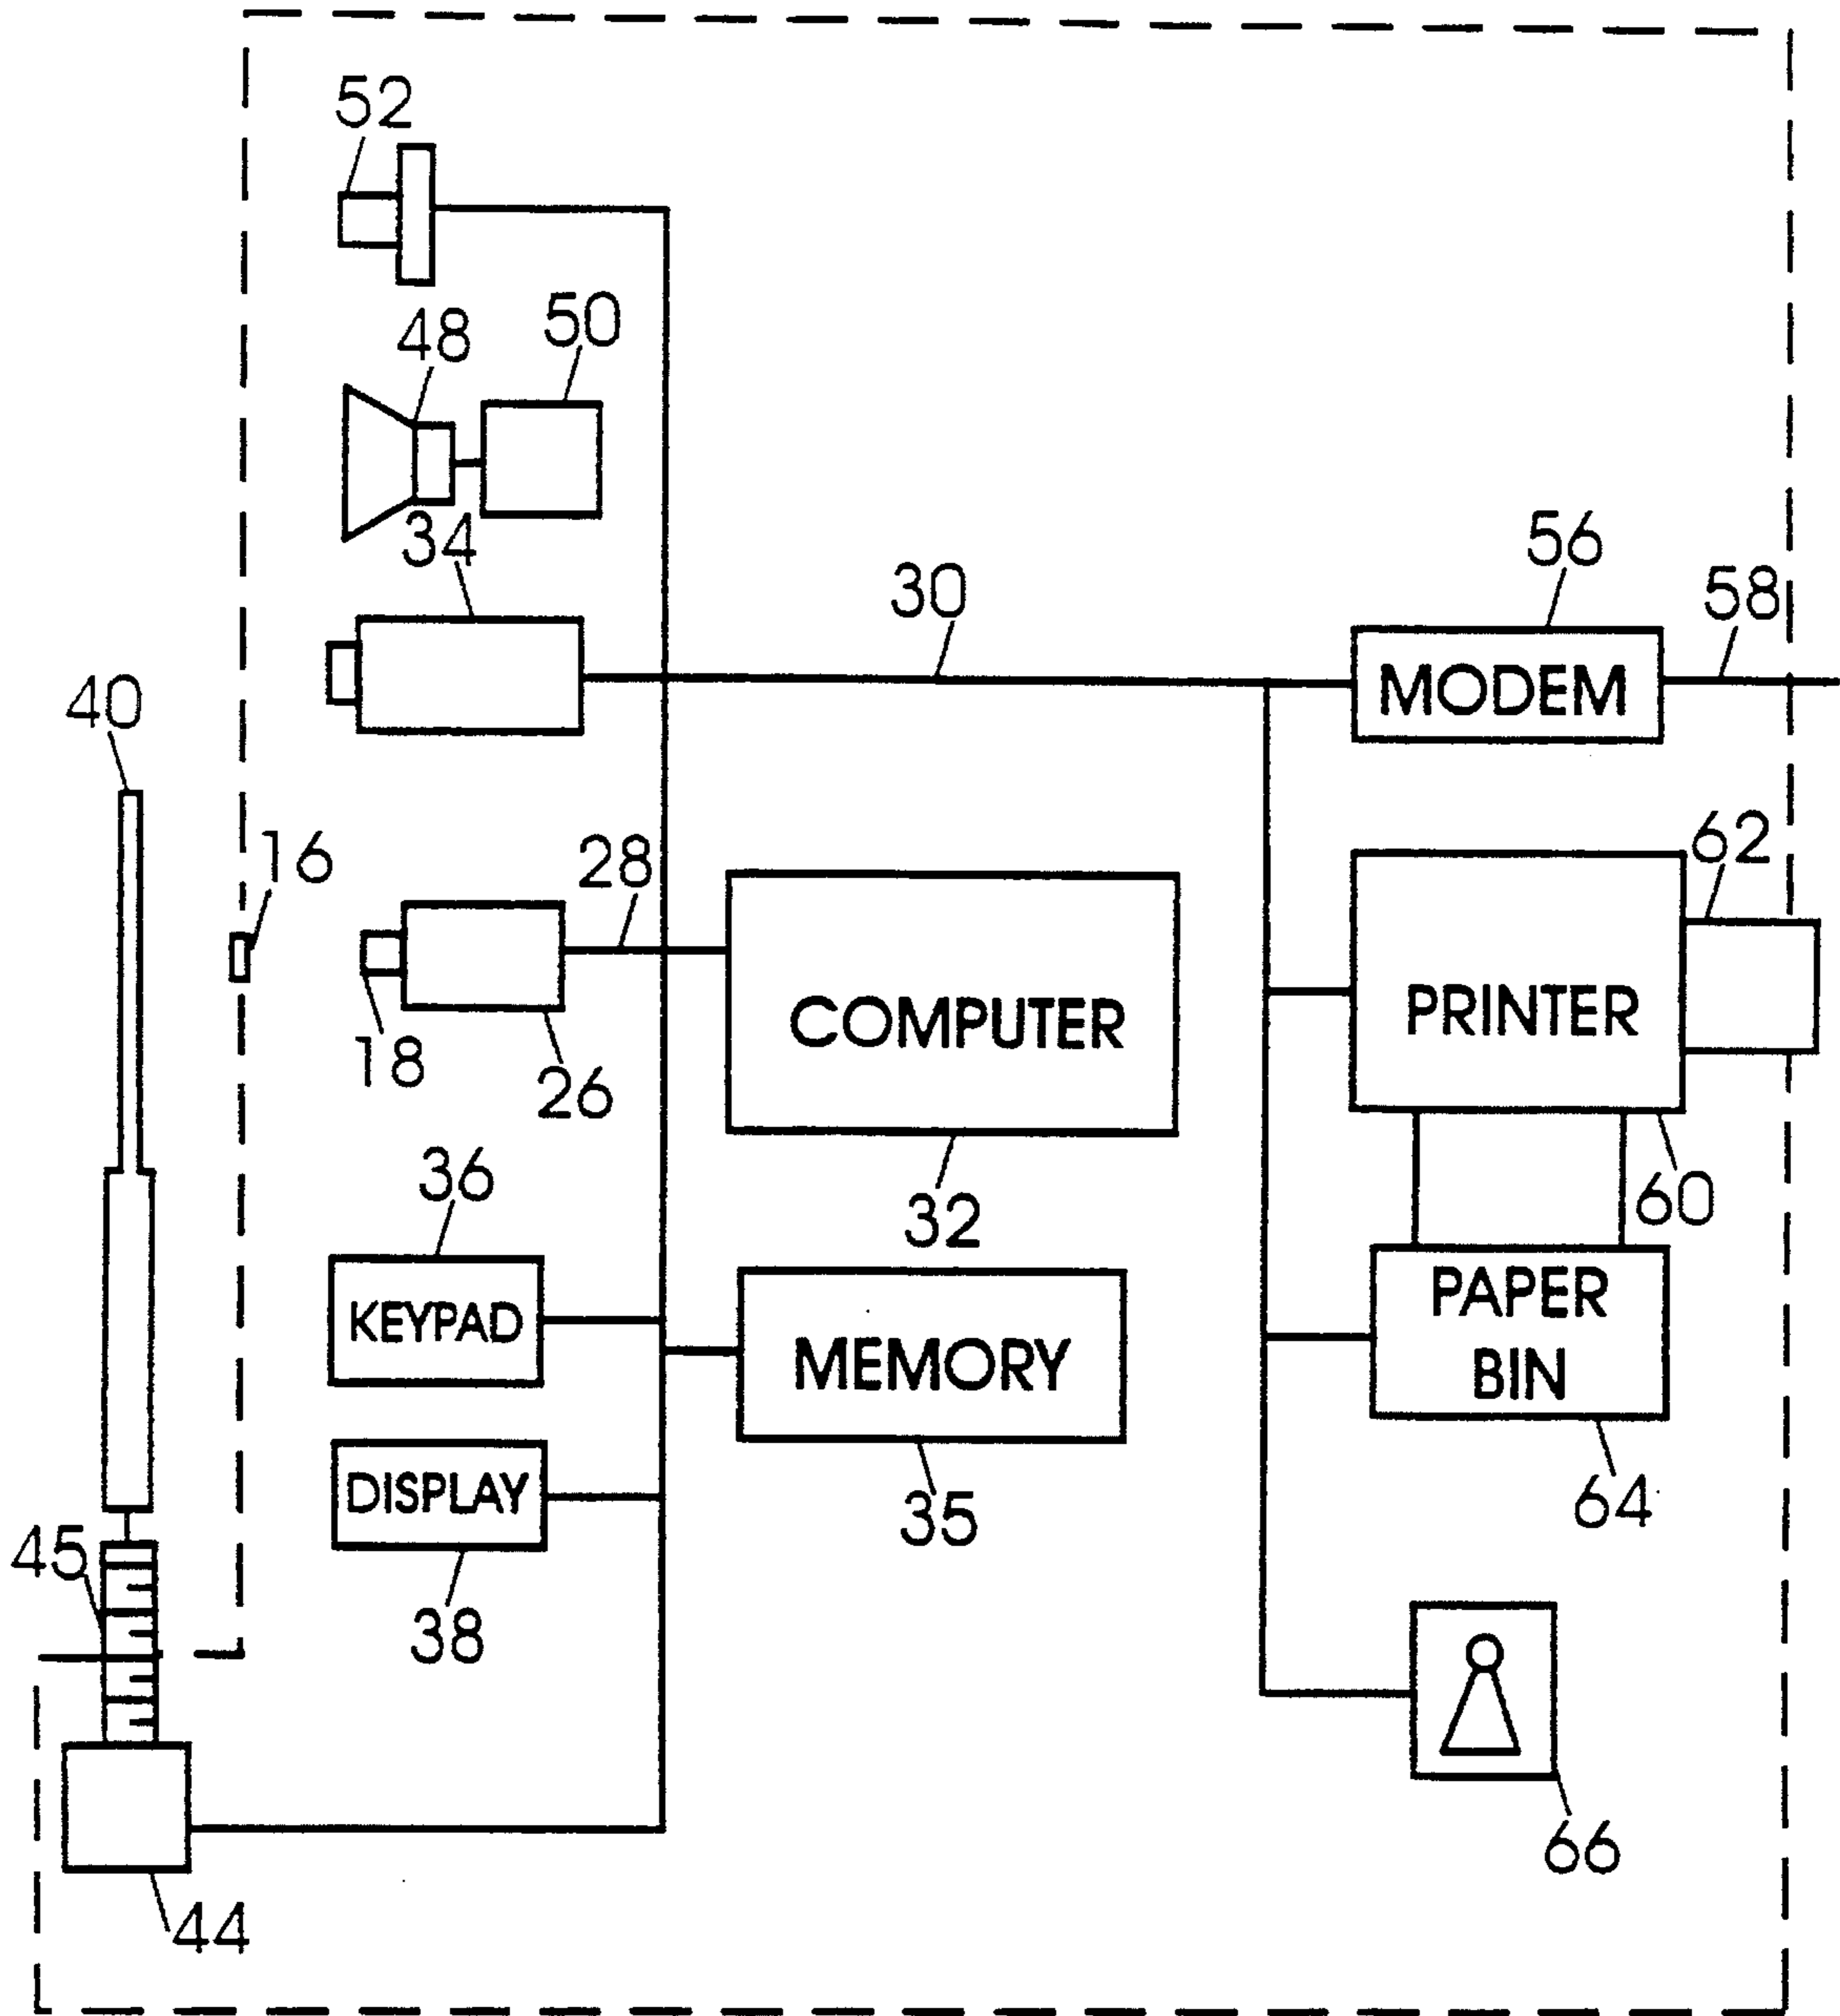 52
48
50
34
30
56
58
MODEM
40
16
28
62
COMPUTER
PRINTER
18
26
36
32
60
KEYPAD
MEMORY
PAPER
BIN
DISPLAY
35
64
45
38
66
44